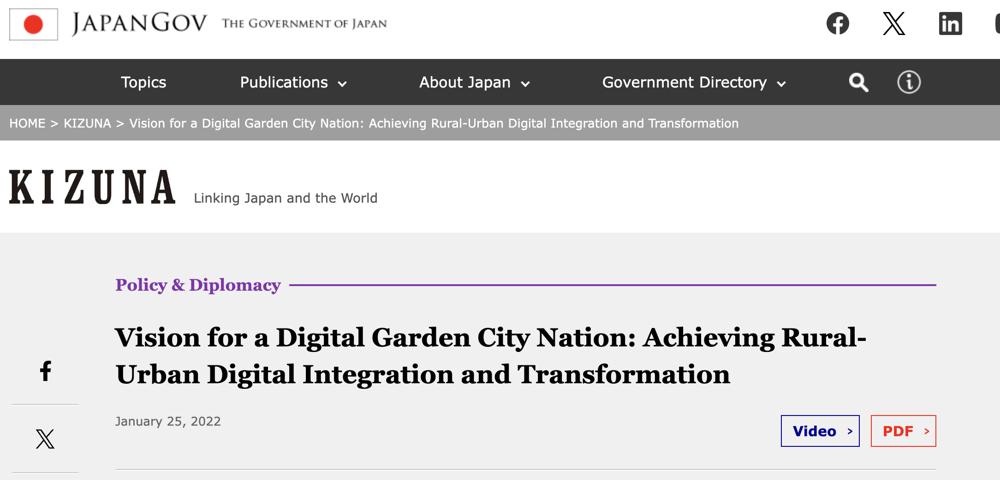 JAPANGOV THE GOVERNMENT OF JAPAN
Topics Publications About Japan Government Directory
HOME > KIZUNA > Vision for a Digital Garden City Nation: Achieving Rural-Urban Digital Integration and Transformation
KIZUNA Linking Japan and the World
Policy & Diplomacy
Vision for a Digital Garden City Nation: Achieving Rural-
Urban Digital Integration and Transformation
January 25, 2022
Video > PDF >